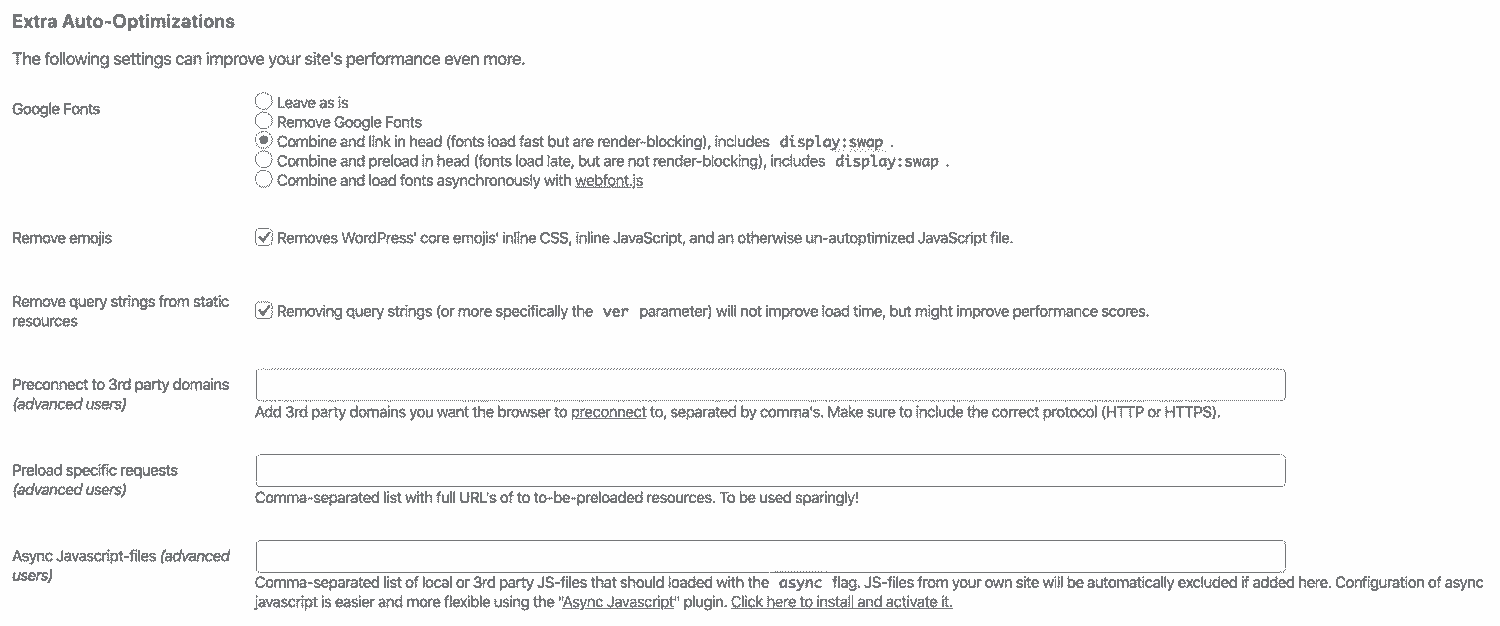 Extra Auto-Optimizations
The following settings can improve your site's performance even more.
Google Fonts
Leave as is
Remove Google Fonts
Combine and link in head (fonts load fast but are render-blocking), includes display:swap .
Combine and preload in head (fonts load late, but are not render-blocking), includes display:swap .
Combine and load fonts asynchronously with webfont.js
Remove emojis
Removes WordPress' core emojis' inline CSS, inline JavaScript, and an otherwise un-autoptimized JavaScript file.
Remove query strings from static
resources
Removing query strings (or more specifically the ver parameter) will not improve load time, but might improve performance scores.
Preconnect to 3rd party domains
(advanced users)
Add 3rd party domains you want the browser to preconnect to, separated by comma's. Make sure to include the correct protocol (HTTP or HTTPS).
Preload specific requests
(advanced users)
Comma-separated list with full URL's of to to-be-preloaded resources. To be used sparingly!
Async Javascript-files (advanced
users)
Comma-separated list of local or 3rd party JS-files that should loaded with the async flag. JS-files from your own site will be automatically excluded if added here. Configuration of async
javascript is easier and more flexible using the "Async Javascript" plugin. Click here to install and activate it.